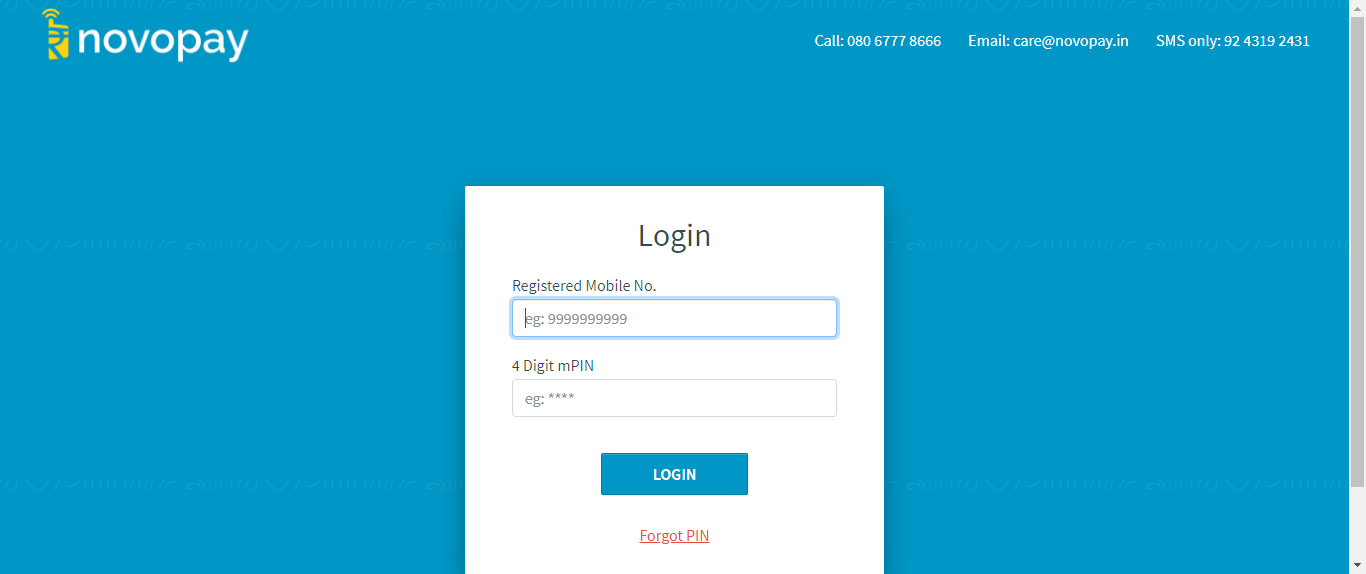 novopay
Call: 080 6777 8666 Email: care@novopay.in SMS only: 92 4319 2431
Login
Registered Mobile No.
eg: 9999999999
4 Digit mPIN
eg: ****
LOGIN
Forgot PIN